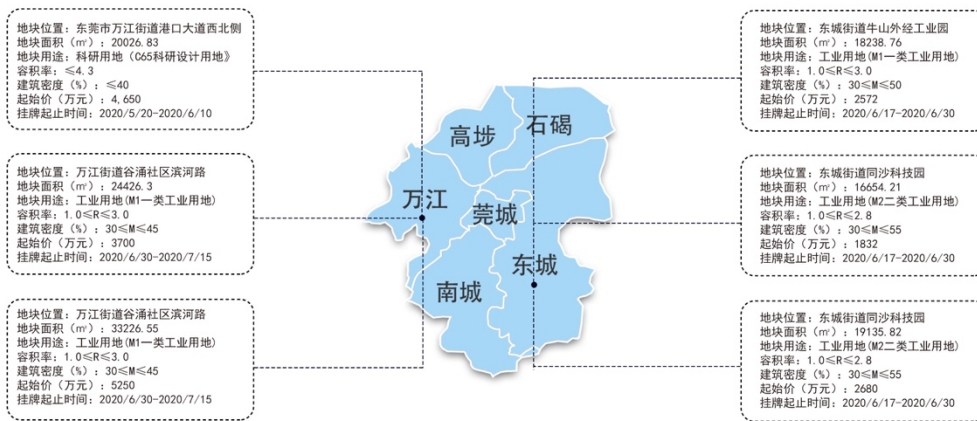 地块位置：东莞市万江街道港口大道西北侧
地块面积（㎡）：20026.83
地块用途：科研用地（C65科研设计用地》
容积率：≤4.3
建筑密度（%）：≤40
起始价（万元）：4,650
挂牌起止时间：2020/5/20-2020/6/10
地块位置：万江街道谷涌社区滨河路
地块面积（㎡）：24426.3
地块用途：工业用地(M1一类工业用地)
容积率：1.0≤R≤3.0
建筑密度（%）：30≤M≤45
起始价（万元）：3700
挂牌起止时间：2020/6/30-2020/7/15
地块位置：万江街道谷涌社区滨河路
地块面积（㎡）：33226.55
地块用途：工业用地(M1一类工业用地)
容积率：1.0≤R≤3.0
建筑密度（%）：30≤M≤45
起始价（万元）：5250
挂牌起止时间：2020/6/30-2020/7/15
高埗
石碣
万江
莞城
东城
南城
地块位置：东城街道牛山外经工业园
地块面积（㎡）：18238.76
地块用途：工业用地(M1一类工业用地)
容积率：1.0≤R≤3.0
建筑密度（%）：30≤M≤50
起始价（万元）：2572
挂牌起止时间：2020/6/17-2020/6/30
地块位置：东城街道同沙科技园
地块面积（㎡）：16654.21
地块用途：工业用地(M2二类工业用地)
容积率：1.0≤R≤2.8
建筑密度（%）：30≤M≤55
起始价（万元）：1832
挂牌起止时间：2020/6/17-2020/6/30
地块位置：东城街道同沙科技园
地块面积（㎡）：19135.82
地块用途：工业用地(M2二类工业用地)
容积率：1.0≤R≤2.8
建筑密度（%）：30≤M≤55
起始价（万元）：2680
挂牌起止时间：2020/6/17-2020/6/30